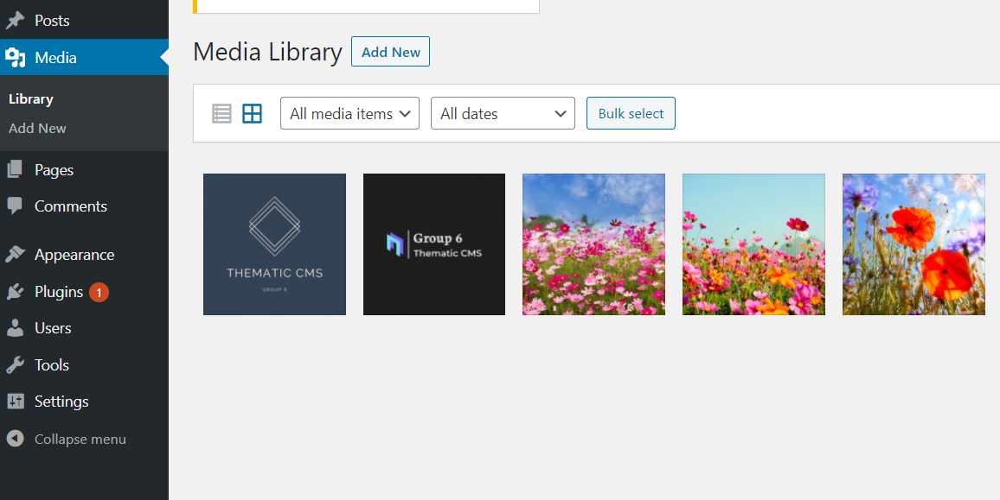 Posts
Media
Library
Add New
Pages
Comments
Appearance
Plugins 1
Users
Tools
Settings
Collapse menu
Media Library Add New
All media items All dates Bulk select
THEMATIC CMS
GROUP 6
Group 6
Thematic CMS